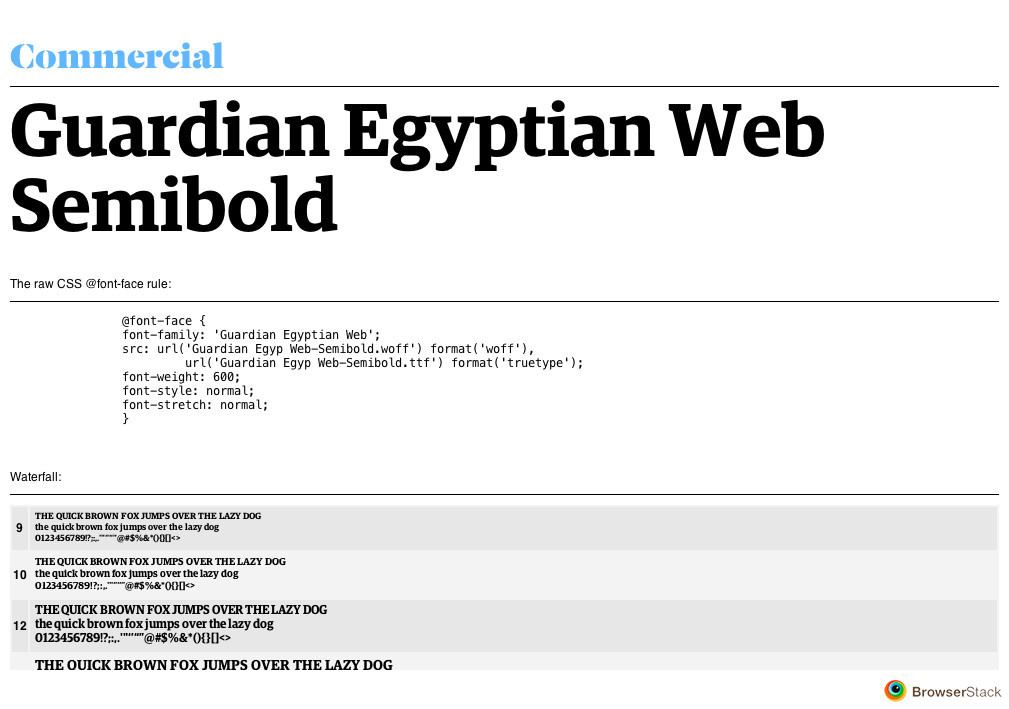 Commercial
Guardian Egyptian Web
Semibold
The raw CSS @font-face rule:
@font-face {
font-family: 'Guardian Egyptian Web';
src: url('Guardian Egyp Web-Semibold.woff') format('woff'),
url('Guardian Egyp Web-Semibold.ttf') format('truetype');
font-weight: 600;
font-style: normal;
font-stretch: normal;
}
Waterfall:
9
THE QUICK BROWN FOX JUMPS OVER THE LAZY DOG
the quick brown fox jumps over the lazy dog
0123456789!?;:,.'"‘’“”@#$%&*(){}[]<>
10
THE QUICK BROWN FOX JUMPS OVER THE LAZY DOG
the quick brown fox jumps over the lazy dog
0123456789!?;:,.'"‘’“”@#$%&*(){}[]<>
12
THE QUICK BROWN FOX JUMPS OVER THE LAZY DOG
the quick brown fox jumps over the lazy dog
0123456789!?;:,.'"‘’“”@#$%&*(){}[]<>
THE QUICK BROWN FOX JUMPS OVER THE LAZY DOG
BrowserStack